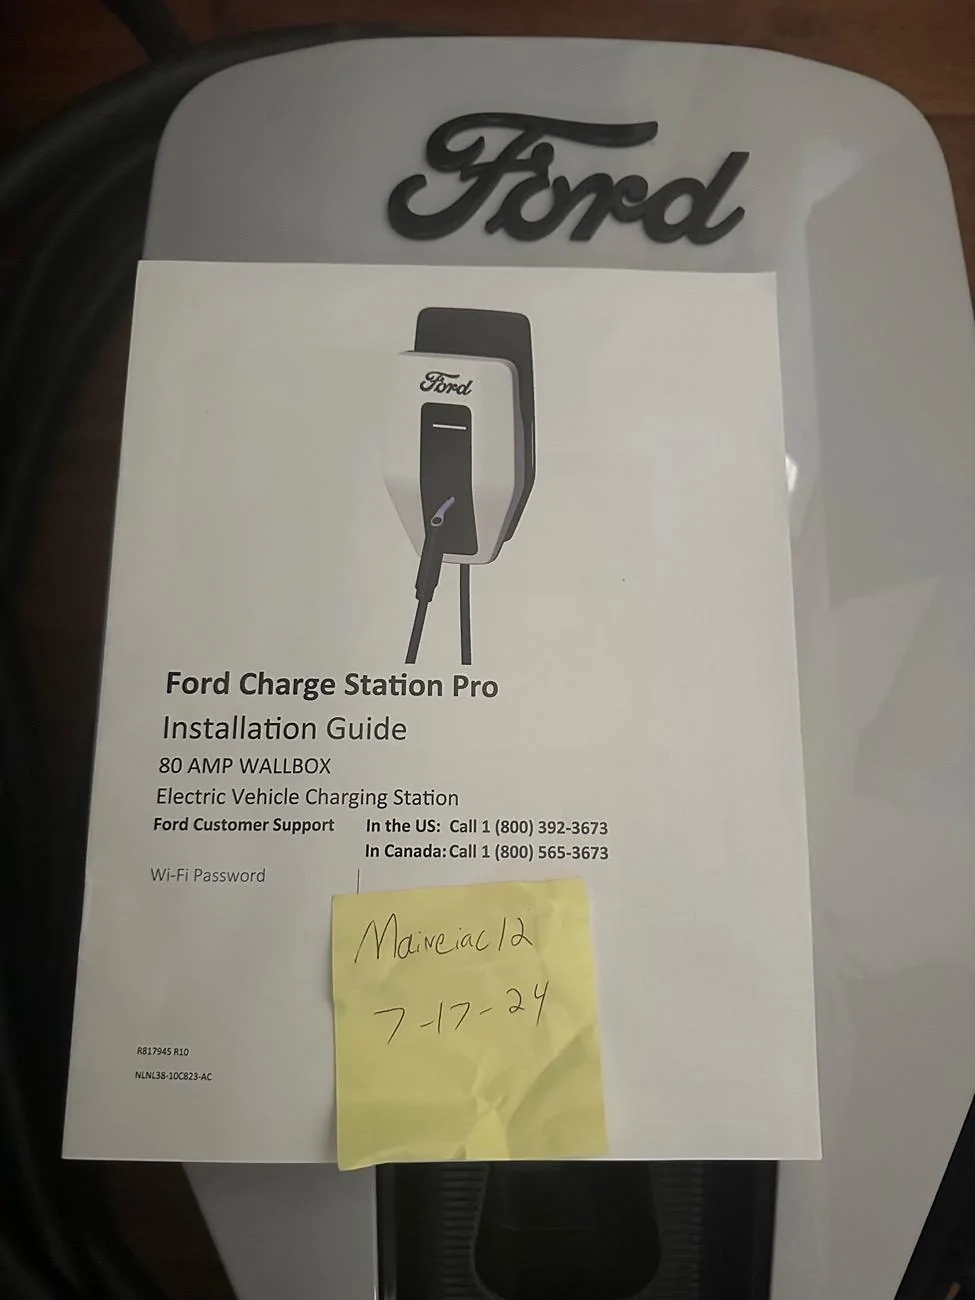 Ford
Ford
Ford Charge Station Pro
Installation Guide
80 AMP WALLBOX
Electric Vehicle Charging Station
Ford Customer Support In the US: Call 1 (800) 392-3673
In Canada: Call 1 (800) 565-3673
Wi-Fi Password
Maineiac12
7-17-24
R817945 R10
NLNL38-10C823-AC